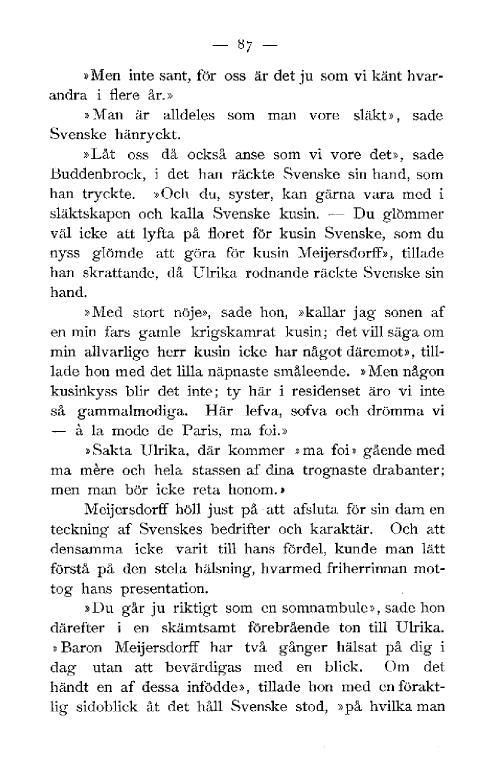 — 87 —
»Men inte sant, för oss är det ju som vi känt hvar-
andra i flere år.»
»Man är alldeles som man vore släkt», sade
Svenske hänryckt.
»Låt oss då också anse som vi vore det», sade
Buddenbrock, i det han räckte Svenske sin hand, som
han tryckte. »Och du, syster, kan gärna vara med i
släktskapen och kalla Svenske kusin. — Du glömmer
väl icke att lyfta på floret för kusin Svenske, som du
nyss glömde att göra för kusin Meijersdorff», tillade
han skrattande, då Ulrika rodnande räckte Svenske sin
hand.
»Med stort nöje», sade hon, »kallar jag sonen af
en min fars gamle krigskamrat kusin; det vill säga om
min allvarlige herr kusin icke har något däremot», till-
lade hon med det lilla näpnaste småleende. »Men någon
kusinkyss blir det inte; ty här i residenset äro vi inte
så gammalmodiga. Här lefva, sofva och drömma vi
— à la mode de Paris, ma foi.»
»Sakta Ulrika, där kommer »ma foi» gående med
ma mère och hela stassen af dina trognaste drabanter;
men man bör icke reta honom.»
Meijersdorff höll just på att afsluta för sin dam en
teckning af Svenskes bedrifter och karaktär. Och att
densamma icke varit till hans fördel, kunde man lätt
förstå på den stela hälsning, hvarmed friherrinnan mot-
tog hans presentation.
»Du går ju riktigt som en somnambule», sade hon
därefter i en skämtsamt förebrående ton till Ulrika.
»Baron Meijersdorff har två gånger hälsat på dig i
dag utan att bevärdigas med en blick. Om det
händt en af dessa infödde», tillade hon med en förakt-
lig sidoblick åt det håll Svenske stod, »på hvilka man